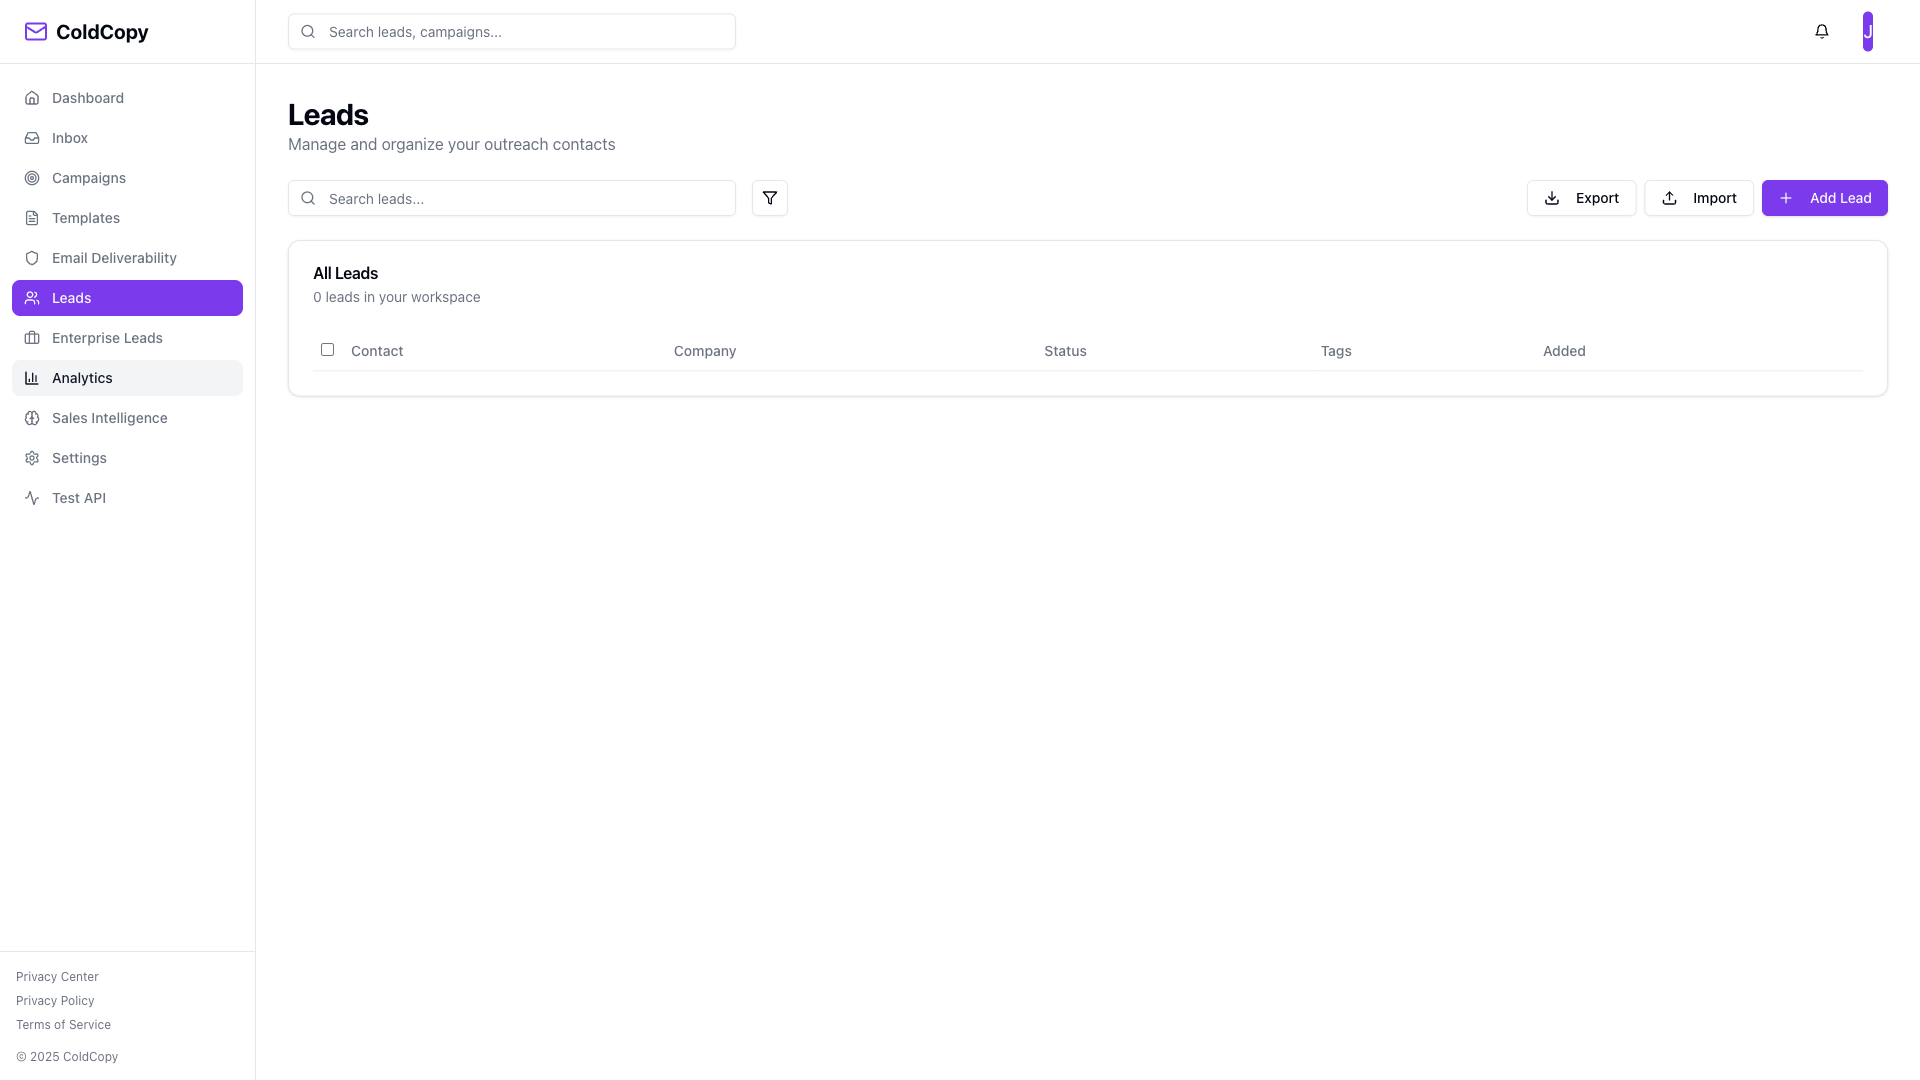 ColdCopy
Search leads, campaigns...
J
Dashboard
Inbox
Campaigns
Templates
Email Deliverability
Leads
Enterprise Leads
Analytics
Sales Intelligence
Settings
Test API
Leads
Manage and organize your outreach contacts
Search leads...
Export
Import
Add Lead
All Leads
0 leads in your workspace
Contact Company Status Tags Added
Privacy Center
Privacy Policy
Terms of Service
© 2025 ColdCopy